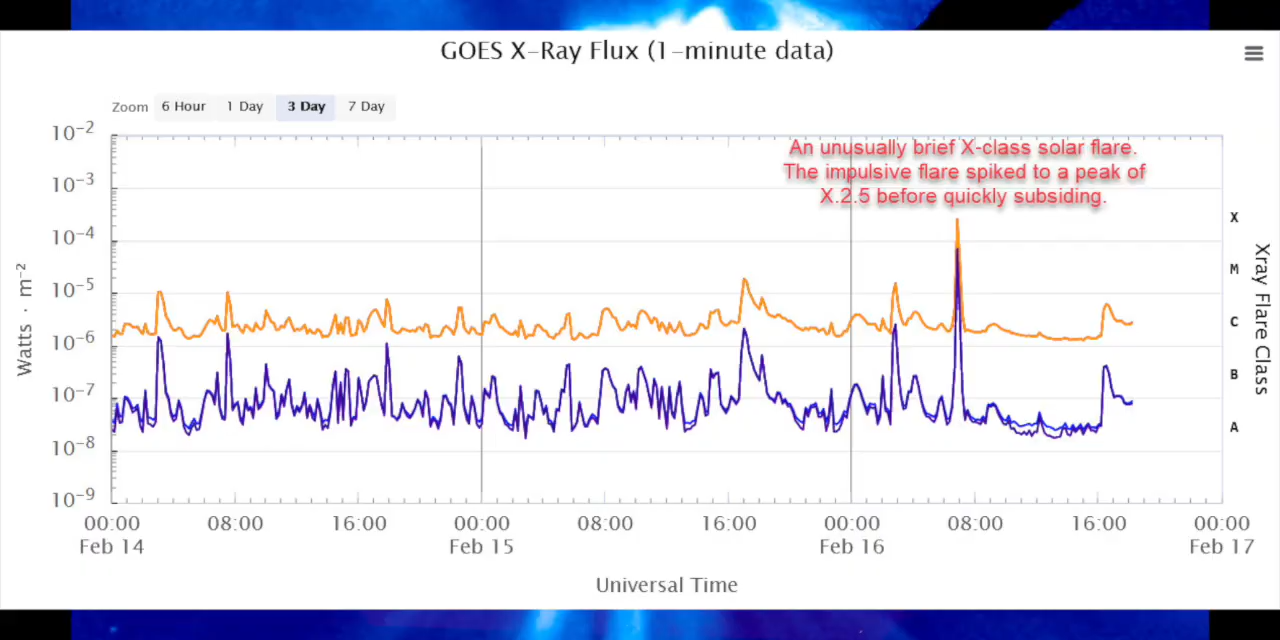 GOES X-Ray Flux (1-minute data)
Zoom 6 Hour 1 Day 3 Day 7 Day
An unusually brief X-class solar flare.
The impulsive flare spiked to a peak of
X.2.5 before quickly subsiding.
10⁻²
10⁻³
10⁻⁴
10⁻⁵
10⁻⁶
10⁻⁷
10⁻⁸
10⁻⁹
Watts · m⁻²
X
M
C
B
A
Xray Flare Class
00:00 08:00 16:00 00:00 08:00 16:00 00:00 08:00 16:00 00:00
Feb 14 Feb 15 Feb 16 Feb 17
Universal Time